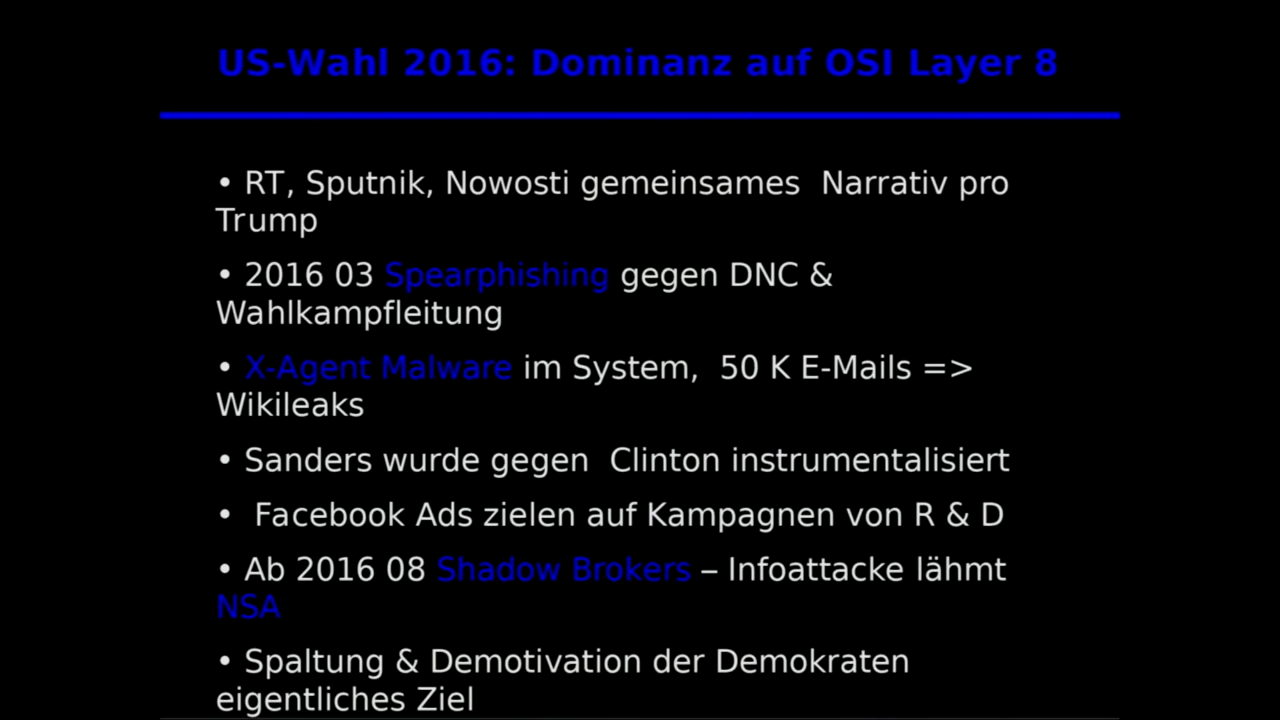 US-Wahl 2016: Dominanz auf OSI Layer 8
• RT, Sputnik, Nowosti gemeinsames  Narrativ pro
Trump
• 2016 03 Spearphishing gegen DNC &
Wahlkampfleitung
• X-Agent Malware im System,  50 K E-Mails =>
Wikileaks
• Sanders wurde gegen  Clinton instrumentalisiert
•  Facebook Ads zielen auf Kampagnen von R & D
• Ab 2016 08 Shadow Brokers – Infoattacke lähmt
NSA
• Spaltung & Demotivation der Demokraten
eigentliches Ziel